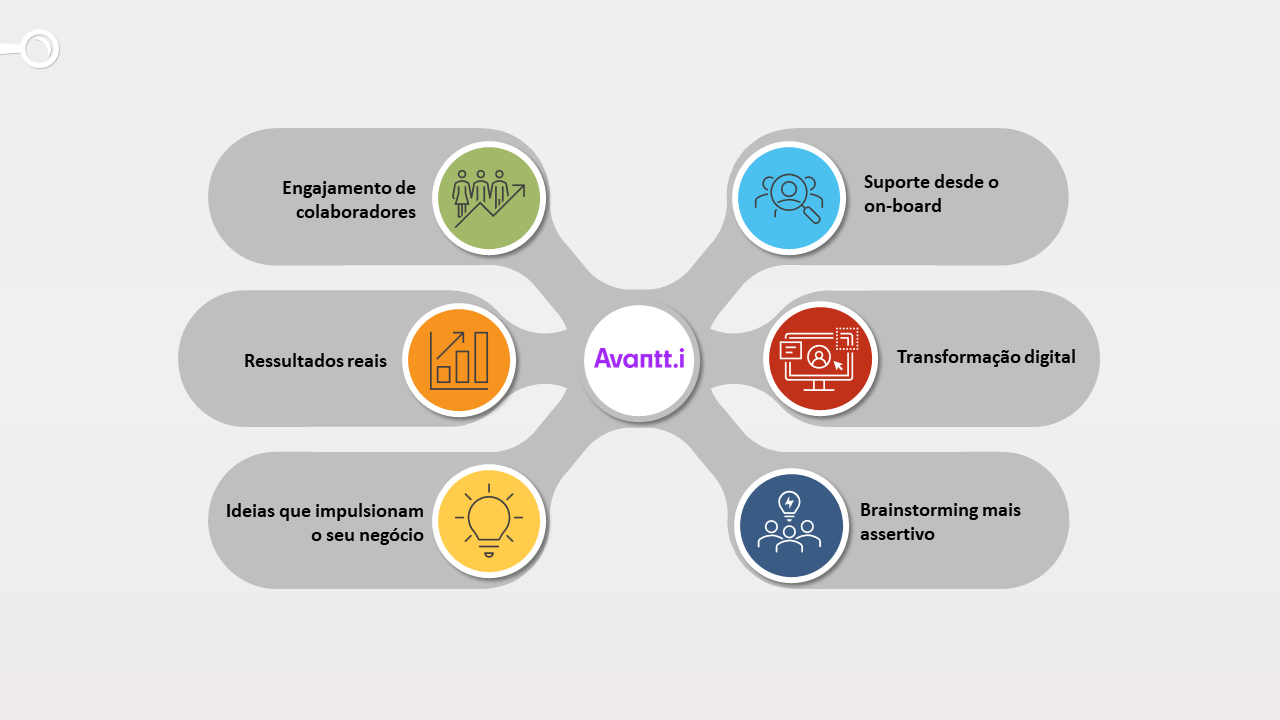 Engajamento de
colaboradores
Suporte desde o
on-board
Ressultados reais
Avantt.i
Transformação digital
Ideias que impulsionam
o seu negócio
Brainstorming mais
assertivo